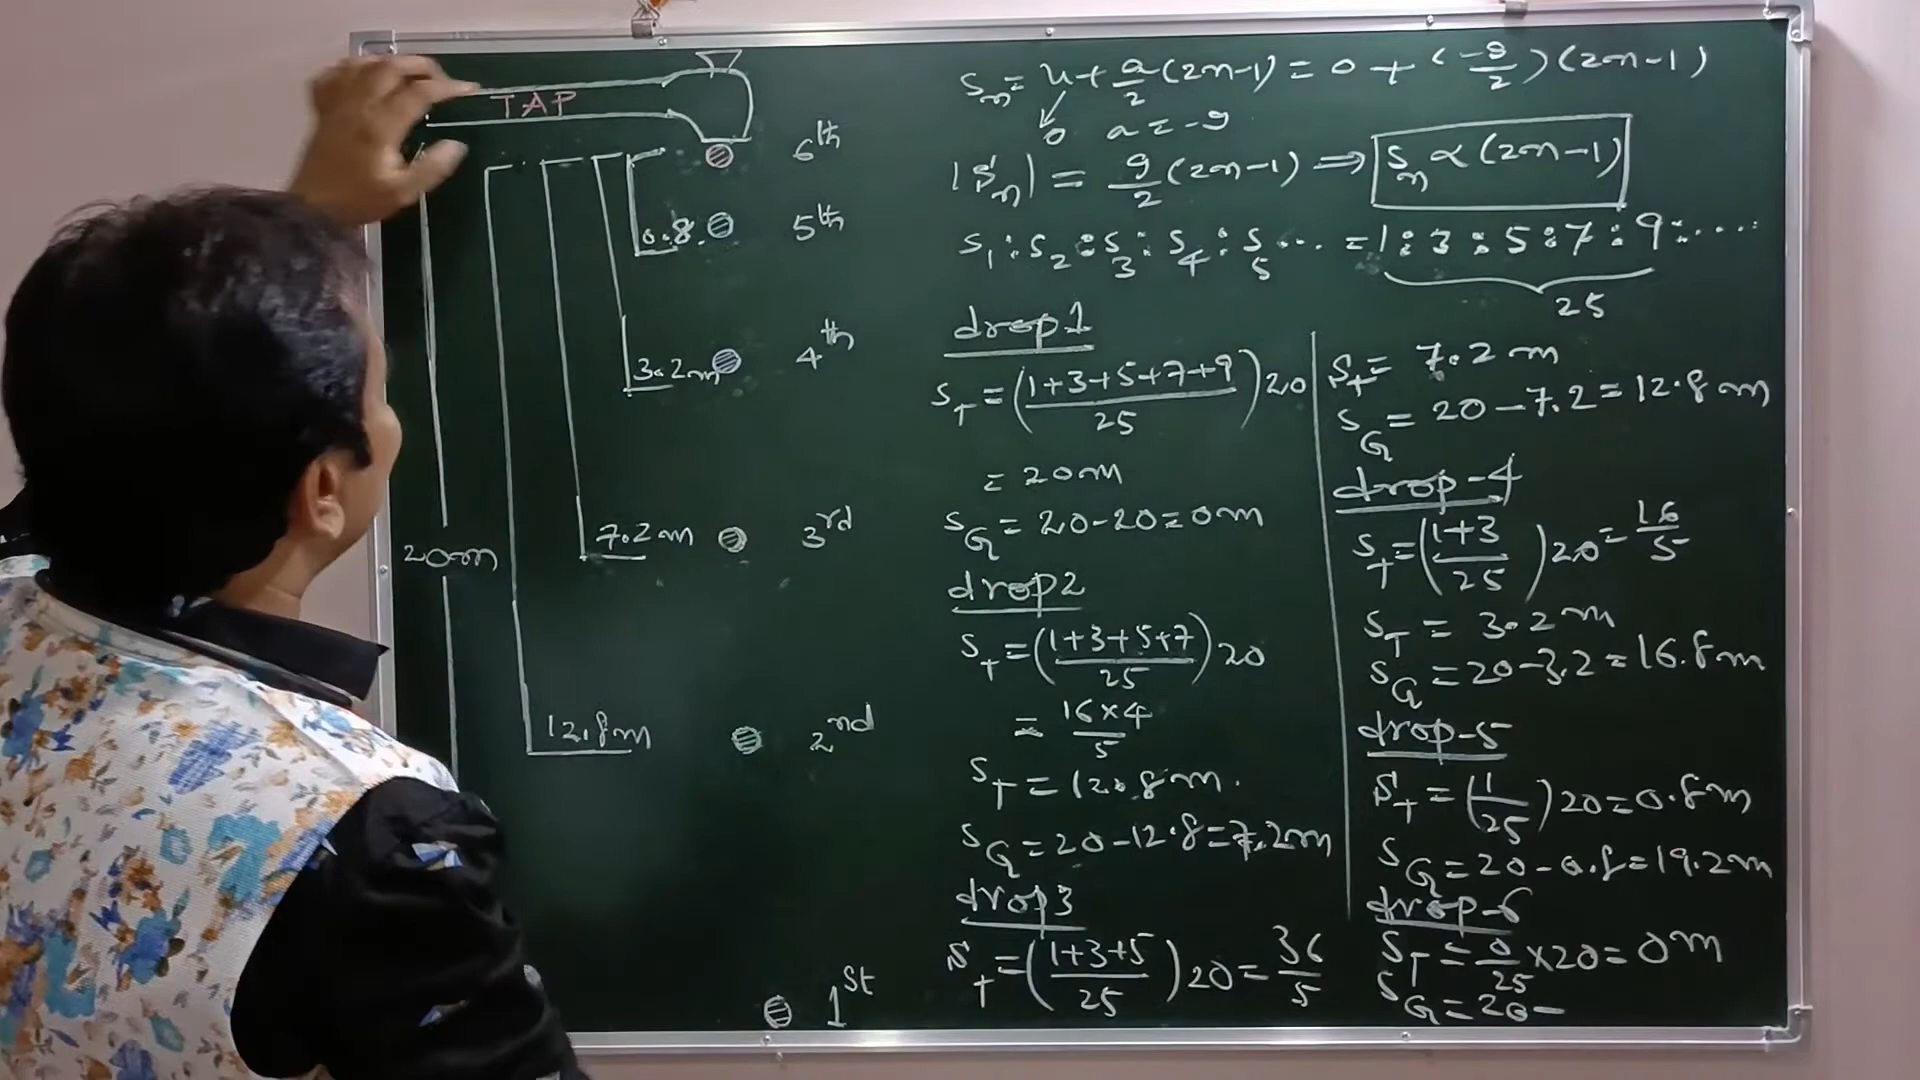 TAP
6th
0.8.
5th
3.2m
4th
7.2m
3rd
20m
12.8m
2nd
1st
Sn = u + a/2 (2n-1) = 0 + (-g/2)(2n-1)
0 a = -g
|Sn| = g/2 (2n-1) ⇒ Sn ∝ (2n-1)
S1 : S2 : S3 : S4 : S5 ... = 1 : 3 : 5 : 7 : 9 : ....
25
drop1
ST = (1+3+5+7+9/25) 20
= 20m
SG = 20-20 = 0m
drop2
ST = (1+3+5+7/25) 20
= 16×4/5
ST = 12.8m.
SG = 20-12.8 = 7.2m
drop3
ST = (1+3+5/25) 20 = 36/5
ST = 7.2m
SG = 20-7.2 = 12.8m
drop-4
ST = (1+3/25) 20 = 16/5
ST = 3.2m
SG = 20-3.2 = 16.8m
drop-5
ST = (1/25) 20 = 0.8m
SG = 20-0.8 = 19.2m
drop-6
ST = 0/25 × 20 = 0m
SG = 20-